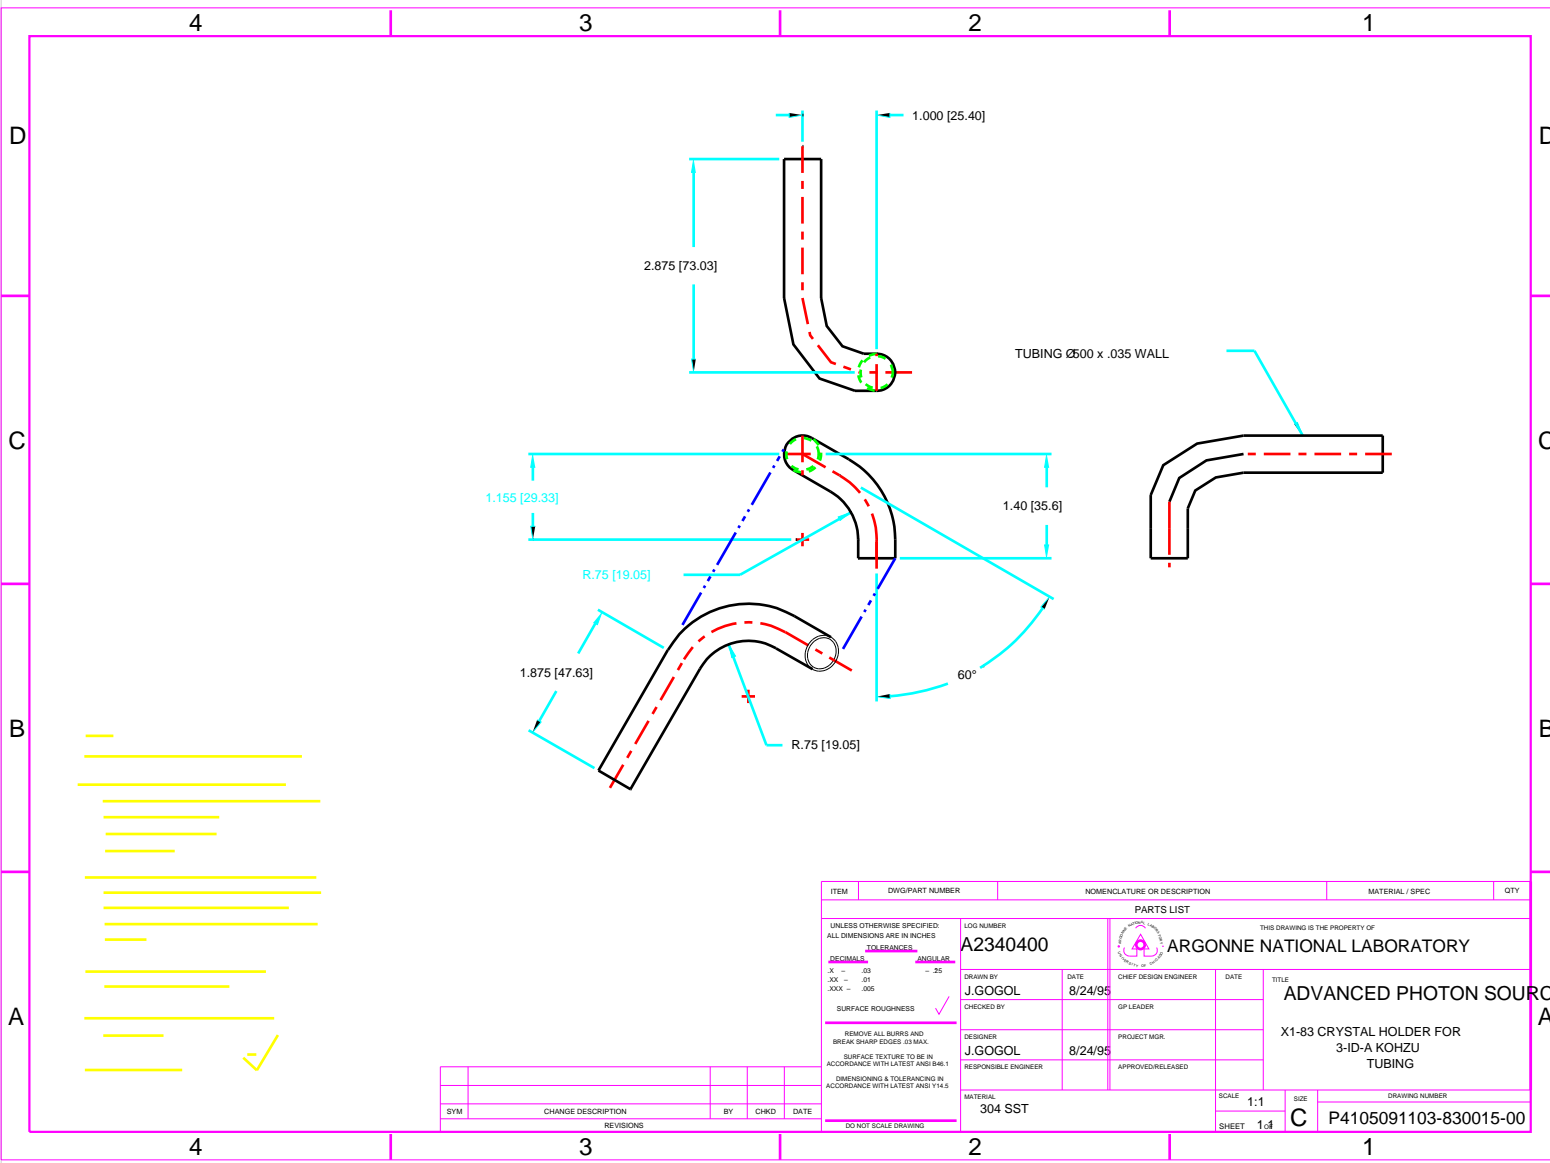 4 3 2 1
D D
1.000 [25.40]
2.875 [73.03]
TUBING Ø.500 x .035 WALL
C C
1.155 [29.33]
1.40 [35.6]
R.75 [19.05]
1.875 [47.63]
60°
B B
R.75 [19.05]
ITEM DWG/PART NUMBER NOMENCLATURE OR DESCRIPTION MATERIAL / SPEC QTY
PARTS LIST
UNLESS OTHERWISE SPECIFIED:
ALL DIMENSIONS ARE IN INCHES
TOLERANCES
DECIMALS ANGULAR
.X – .03 – .25
.XX – .01
.XXX – .005
SURFACE ROUGHNESS
REMOVE ALL BURRS AND
BREAK SHARP EDGES .03 MAX.
SURFACE TEXTURE TO BE IN
ACCORDANCE WITH LATEST ANSI B46.1
DIMENSIONING & TOLERANCING IN
ACCORDANCE WITH LATEST ANSI Y14.5
DO NOT SCALE DRAWING
LOG NUMBER
A2340400
THIS DRAWING IS THE PROPERTY OF
ARGONNE NATIONAL LABORATORY
DRAWN BY DATE CHIEF DESIGN ENGINEER DATE
J.GOGOL 8/24/95
CHECKED BY GP LEADER
DESIGNER PROJECT MGR.
J.GOGOL 8/24/95
RESPONSIBLE ENGINEER APPROVED/RELEASED
TITLE
ADVANCED PHOTON SOURC
X1-83 CRYSTAL HOLDER FOR
3-ID-A KOHZU
TUBING
A A
MATERIAL
304 SST
SCALE 1:1
SHEET 1 of 1
SIZE
C
DRAWING NUMBER
P4105091103-830015-00
SYM CHANGE DESCRIPTION BY CHKD DATE
REVISIONS
4 3 2 1